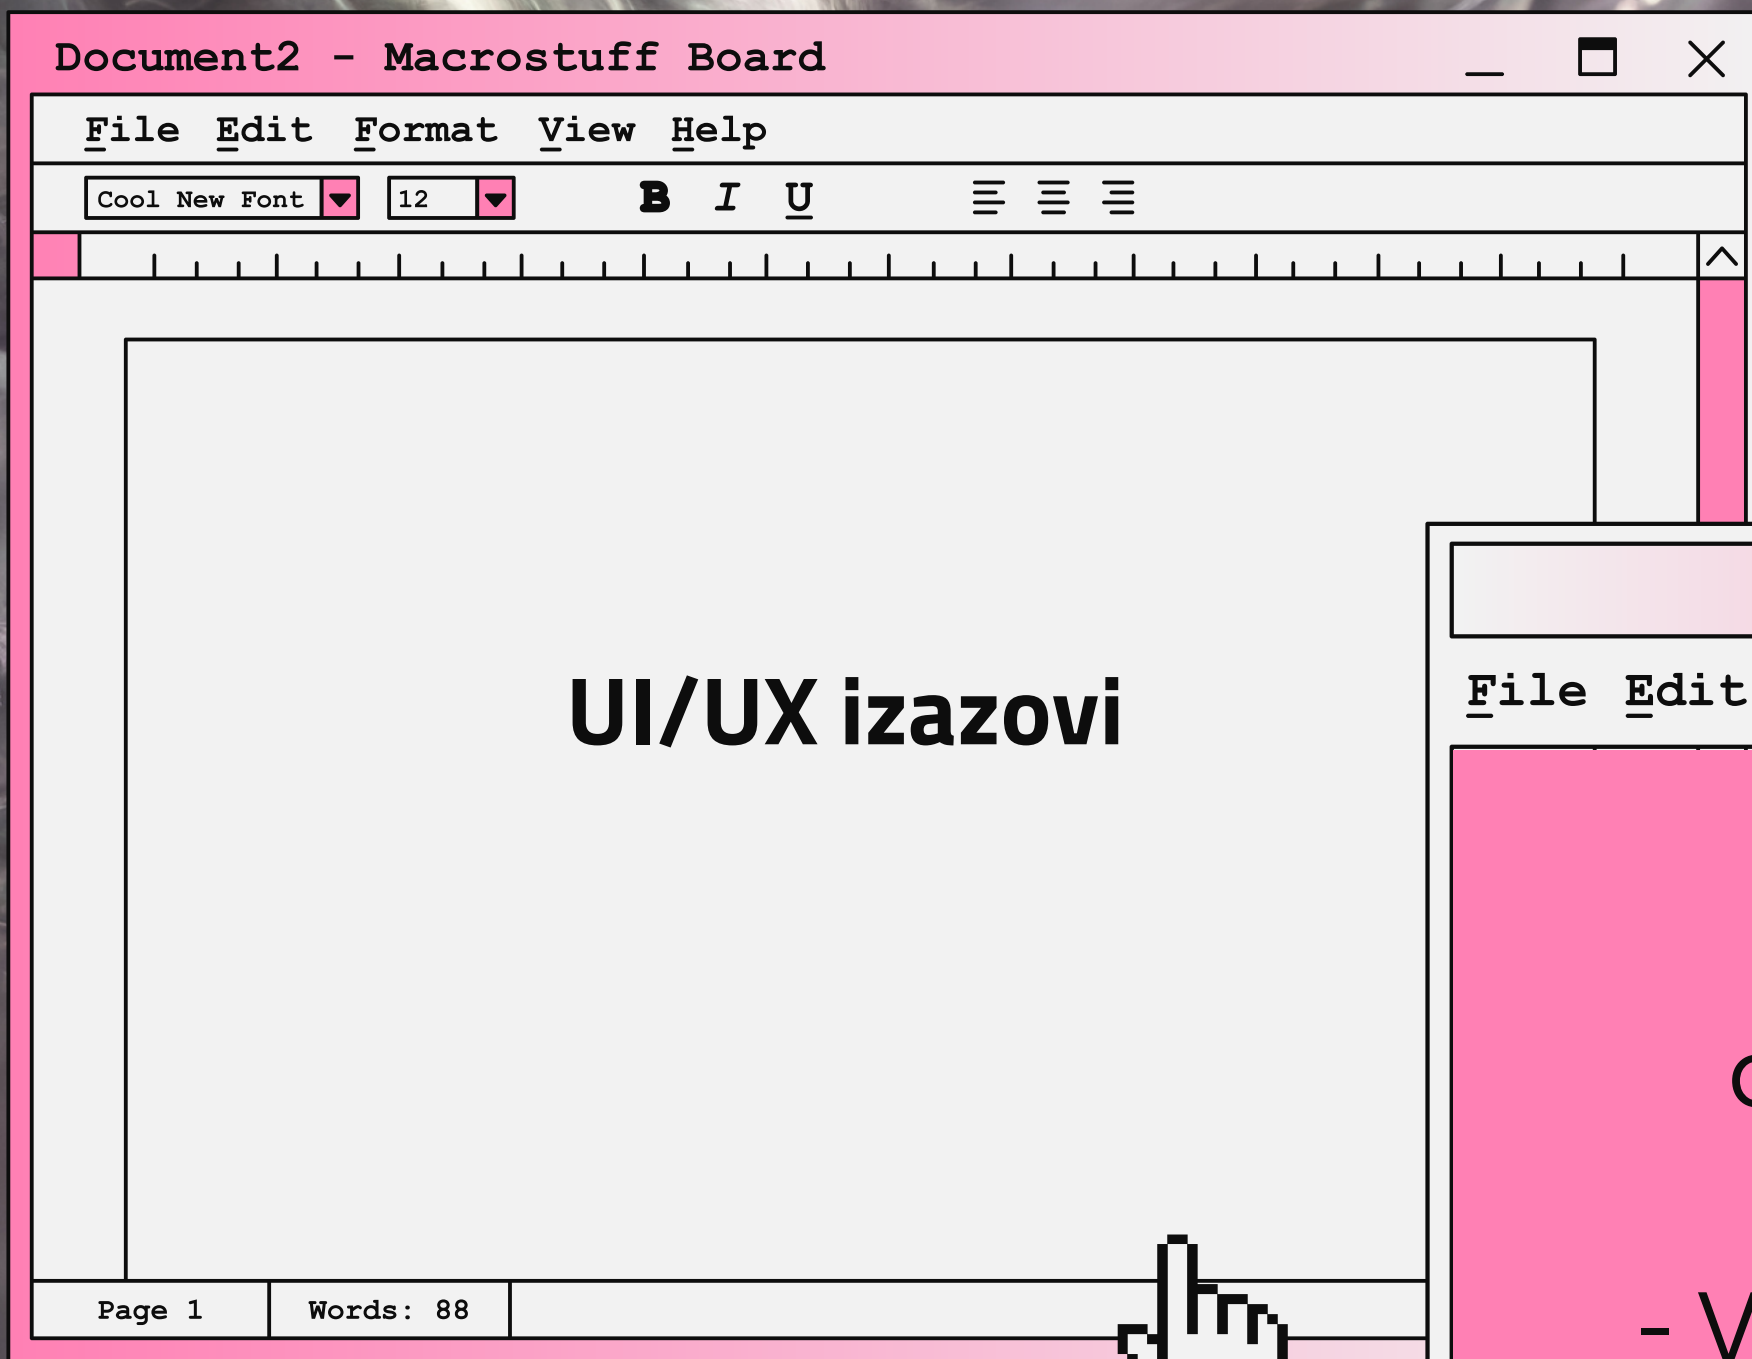 Document2 - Macrostuff Board
File Edit Format View Help
Cool New Font 12 B I U
UI/UX izazovi
File Edit
- V
Page 1 Words: 88